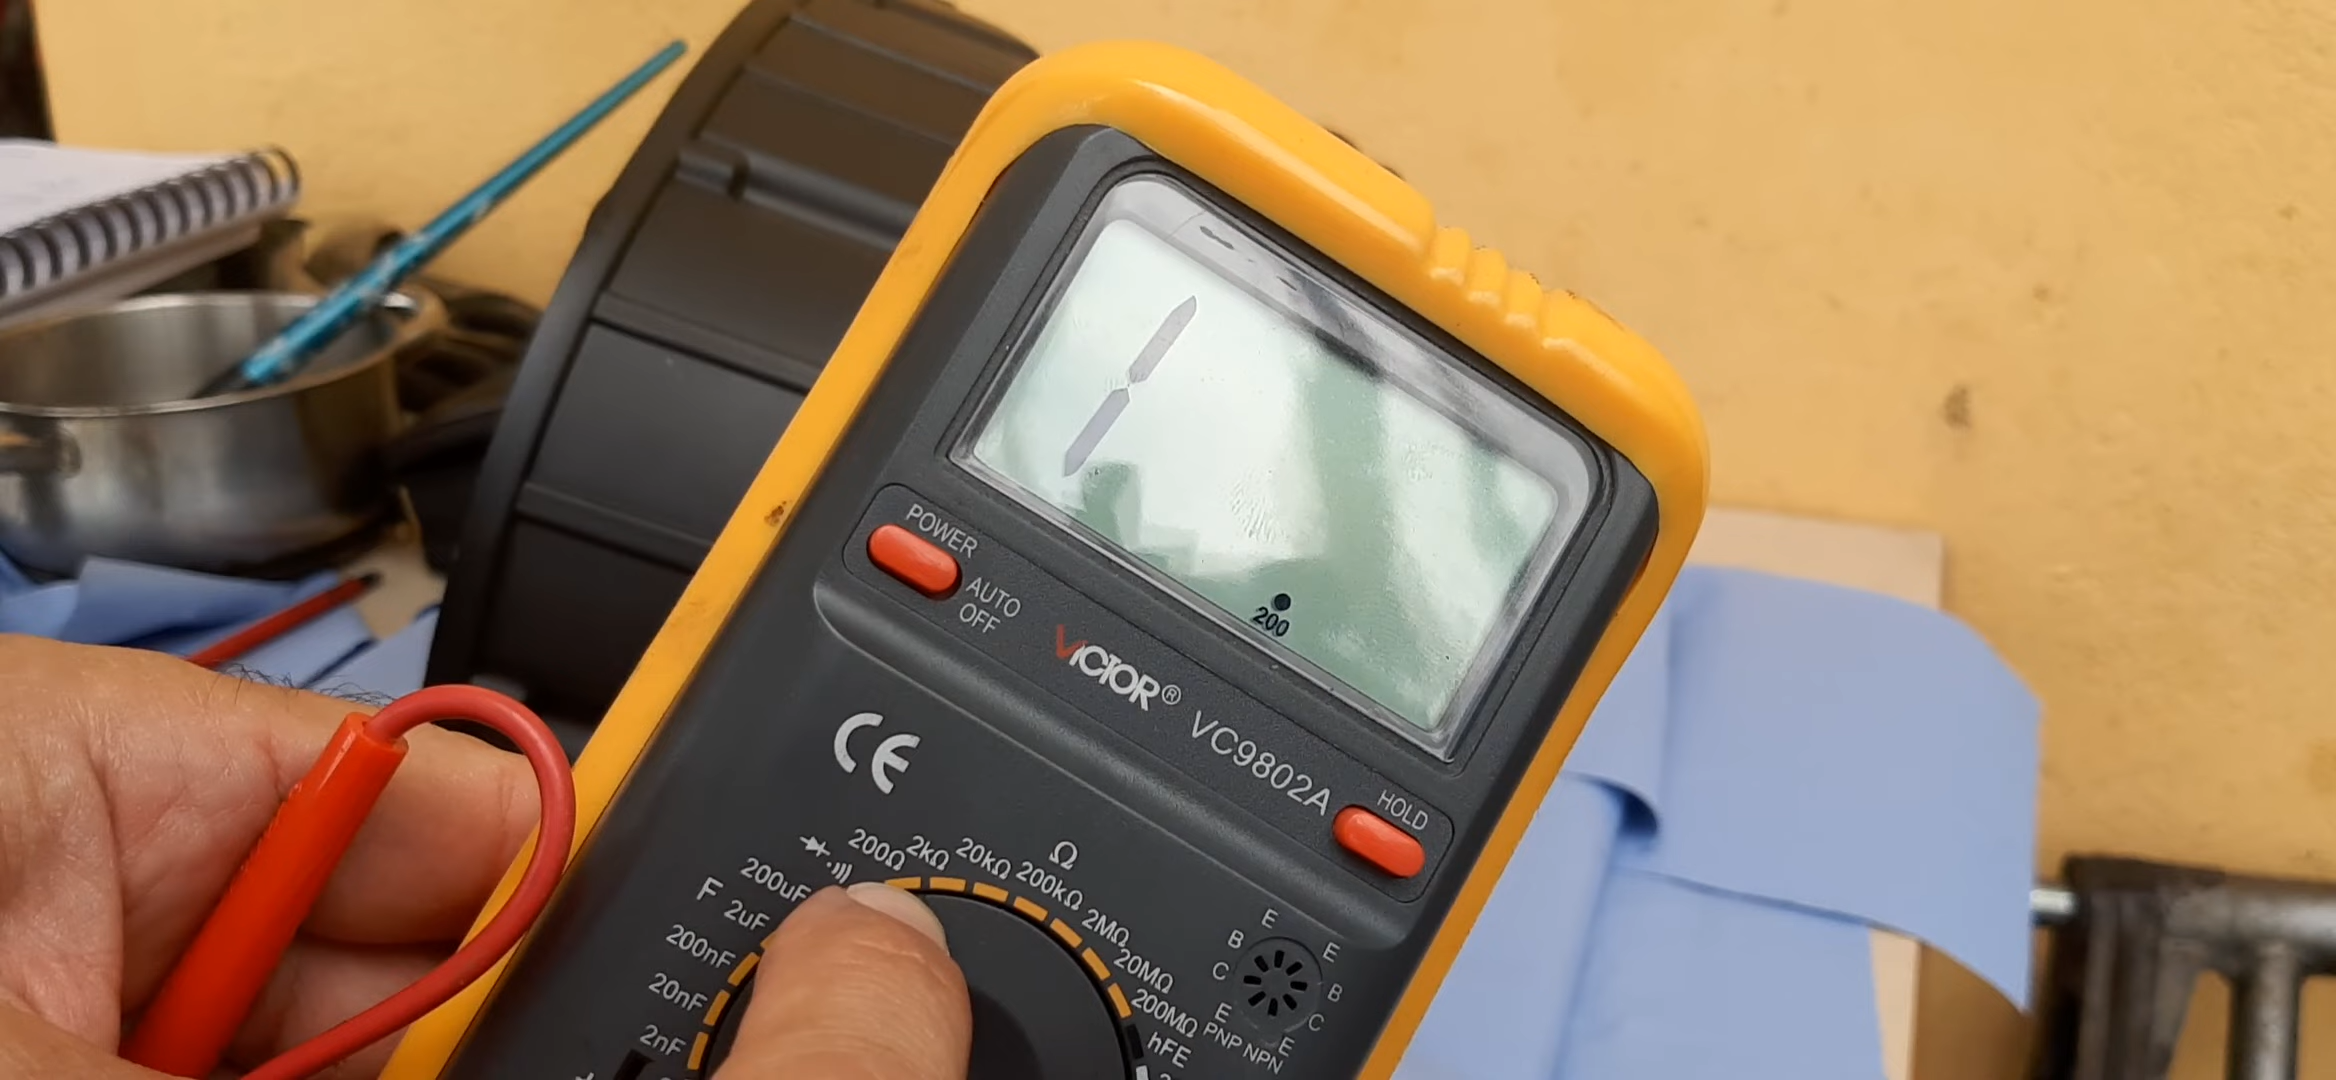 1
200
POWER
AUTO
OFF
VICTOR® VC9802A
HOLD
CE
Ω
200Ω 2kΩ 20kΩ 200kΩ 2MΩ 20MΩ 200MΩ hFE
200uF
F 2uF
200nF
20nF
2nF
E
B E
C B
E C
PNP NPN E